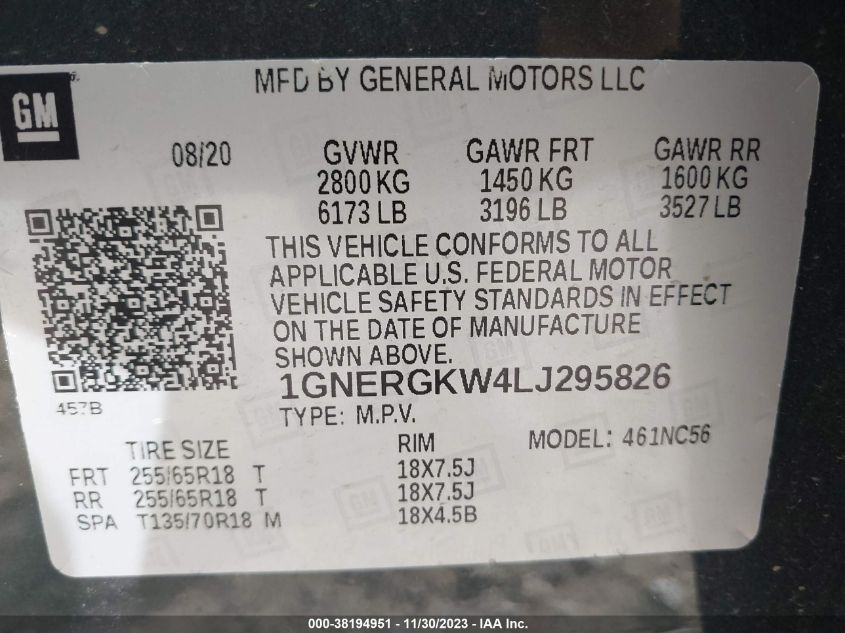 GM
MFD BY GENERAL MOTORS LLC
08/20 GVWR GAWR FRT GAWR RR
2800 KG 1450 KG 1600 KG
6173 LB 3196 LB 3527 LB
THIS VEHICLE CONFORMS TO ALL
APPLICABLE U.S. FEDERAL MOTOR
VEHICLE SAFETY STANDARDS IN EFFECT
ON THE DATE OF MANUFACTURE
SHOWN ABOVE.
1GNERGKW4LJ295826
457B
TYPE: M.P.V.
TIRE SIZE RIM MODEL: 461NC56
FRT 255/65R18 T 18X7.5J
RR 255/65R18 T 18X7.5J
SPA T135/70R18 M 18X4.5B
000-38194951 - 11/30/2023 - IAA Inc.